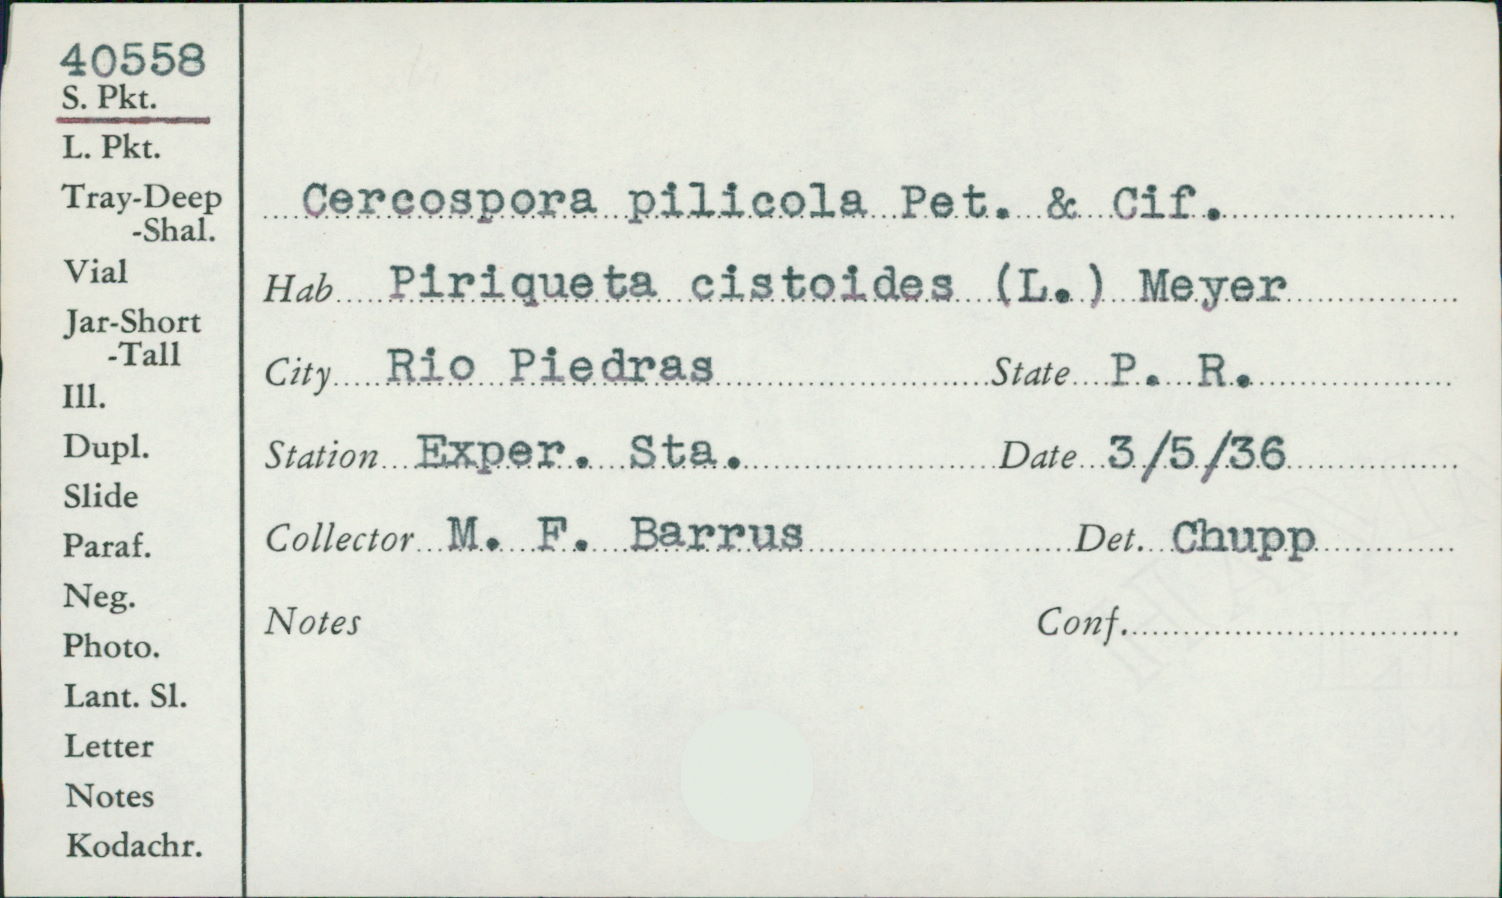 40558
S. Pkt.
L. Pkt.
Tray-Deep
-Shal.
Vial
Jar-Short
-Tall
Ill.
Dupl.
Slide
Paraf.
Neg.
Photo.
Lant. Sl.
Letter
Notes
Kodachr.
Cercospora pilicola Pet. & Cif.
Hab Piriqueta cistoides (L.) Meyer
City Rio Piedras State P. R.
Station Exper. Sta. Date 3/5/36
Collector M. F. Barrus Det. Chupp
Notes Conf.